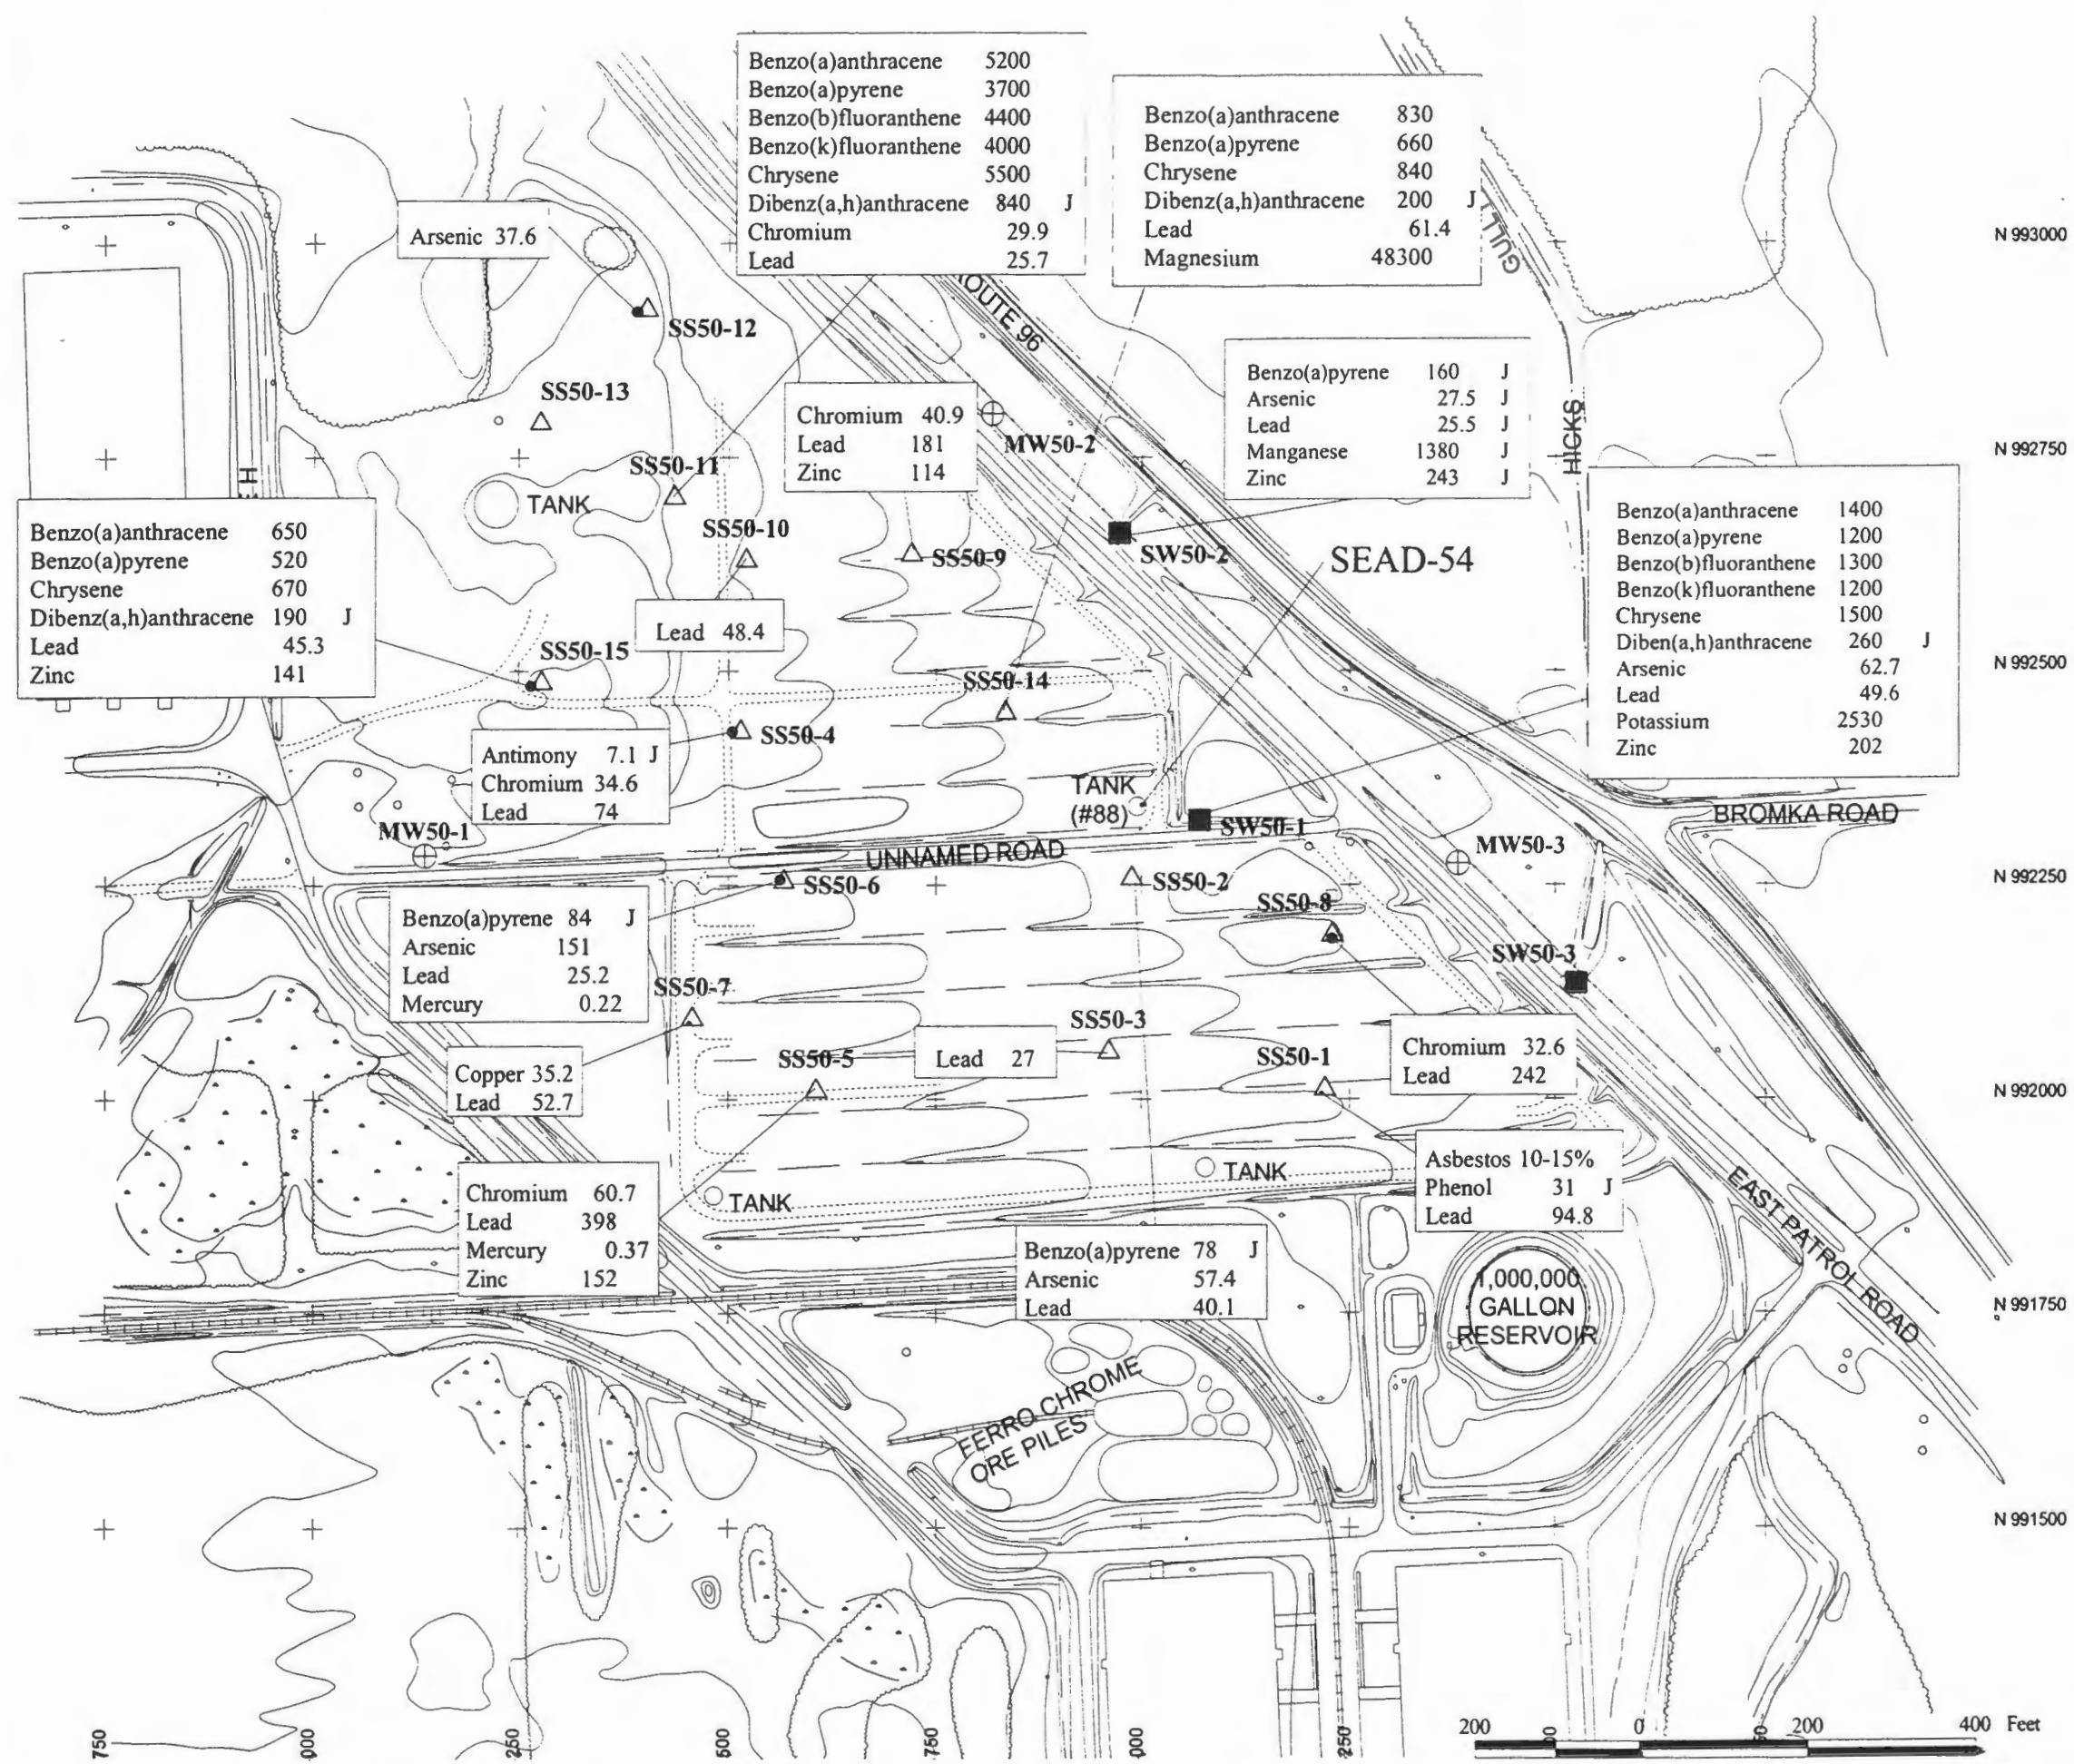 Benzo(a)anthracene 5200
Benzo(a)pyrene 3700
Benzo(b)fluoranthene 4400
Benzo(k)fluoranthene 4000
Chrysene 5500
Dibenz(a,h)anthracene 840 J
Chromium 29.9
Lead 25.7
Benzo(a)anthracene 830
Benzo(a)pyrene 660
Chrysene 840
Dibenz(a,h)anthracene 200 J
Lead 61.4
Magnesium 48300
GULLY
Arsenic 37.6
N 993000
SS50-12
ROUTE 96
SS50-13
Chromium 40.9
Lead 181
Zinc 114
MW50-2
Benzo(a)pyrene 160 J
Arsenic 27.5 J
Lead 25.5 J
Manganese 1380 J
Zinc 243 J
HICKS
N 992750
SS50-11
TANK
SS50-10
SS50-9
SW50-2
SEAD-54
Benzo(a)anthracene 650
Benzo(a)pyrene 520
Chrysene 670
Dibenz(a,h)anthracene 190 J
Lead 45.3
Zinc 141
Benzo(a)anthracene 1400
Benzo(a)pyrene 1200
Benzo(b)fluoranthene 1300
Benzo(k)fluoranthene 1200
Chrysene 1500
Diben(a,h)anthracene 260 J
Arsenic 62.7
Lead 49.6
Potassium 2530
Zinc 202
Lead 48.4
SS50-15
N 992500
SS50-14
SS50-4
Antimony 7.1 J
Chromium 34.6
Lead 74
TANK
(#88)
BROMKA ROAD
MW50-1
SW50-1
MW50-3
UNNAMED ROAD
SS50-6
SS50-2
N 992250
SS50-8
Benzo(a)pyrene 84 J
Arsenic 151
Lead 25.2
Mercury 0.22
SW50-3
SS50-7
SS50-3
Copper 35.2
Lead 52.7
SS50-5
Lead 27
SS50-1
Chromium 32.6
Lead 242
N 992000
Asbestos 10-15%
Phenol 31 J
Lead 94.8
Chromium 60.7
Lead 398
Mercury 0.37
Zinc 152
TANK
TANK
EAST PATROL ROAD
Benzo(a)pyrene 78 J
Arsenic 57.4
Lead 40.1
1,000,000
GALLON
RESERVOIR
N 991750
FERRO CHROME
ORE PILES
N 991500
750
000
250
500
750
000
250
200 0 200 400 Feet